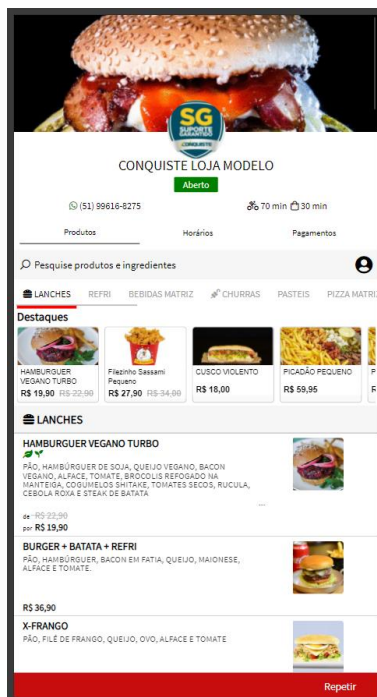 SG
SUPORTE
GARANTIDO
CONQUISTE
CONQUISTE LOJA MODELO
Aberto
(51) 99616-8275 70 min 30 min
Produtos Horários Pagamentos
Pesquise produtos e ingredientes
LANCHES REFRI BEBIDAS MATRIZ CHURRAS PASTEIS PIZZA MATRIZ
Destaques
HAMBURGUER VEGANO TURBO
R$ 19,90 R$ 22,90
Filezinho Sassami Pequeno
R$ 27,90 R$ 34,00
CUSCO VIOLENTO
R$ 18,00
PICADÃO PEQUENO
R$ 59,95
LANCHES
HAMBURGUER VEGANO TURBO
PÃO, HAMBÚRGUER DE SOJA, QUEIJO VEGANO, BACON
VEGANO, ALFACE, TOMATE, BROCOLIS REFOGADO NA
MANTEIGA, COGUMELOS SHITAKE, TOMATES SECOS, RUCULA,
CEBOLA ROXA E STEAK DE BATATA
...
de R$ 22,90
por R$ 19,90
BURGER + BATATA + REFRI
PÃO, HAMBÚRGUER, BACON EM FATIA, QUEIJO, MAIONESE,
ALFACE E TOMATE.
R$ 36,90
X-FRANGO
PÃO, FILÉ DE FRANGO, QUEIJO, OVO, ALFACE E TOMATE
Repetir